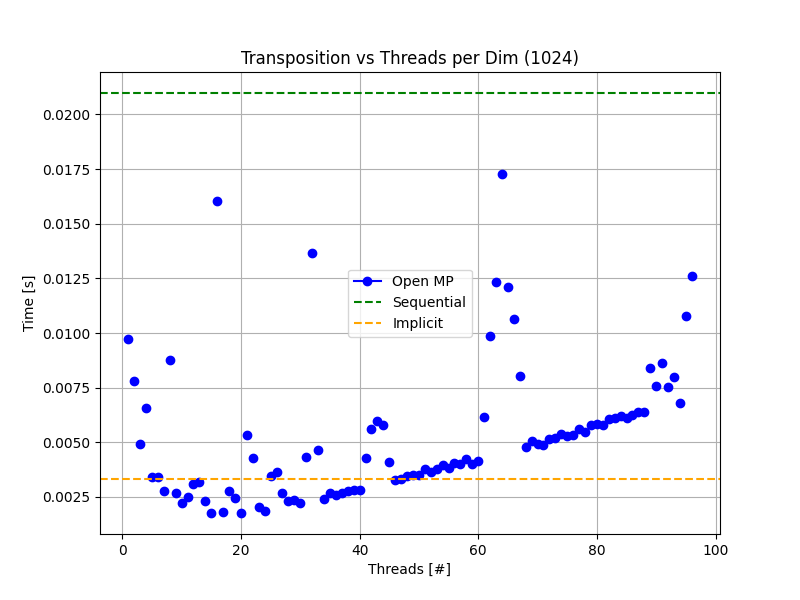 Transposition vs Threads per Dim (1024)
0.0200
0.0175
0.0150
0.0125
0.0100
0.0075
0.0050
0.0025
Time [s]
Open MP
Sequential
Implicit
0 20 40 60 80 100
Threads [#]